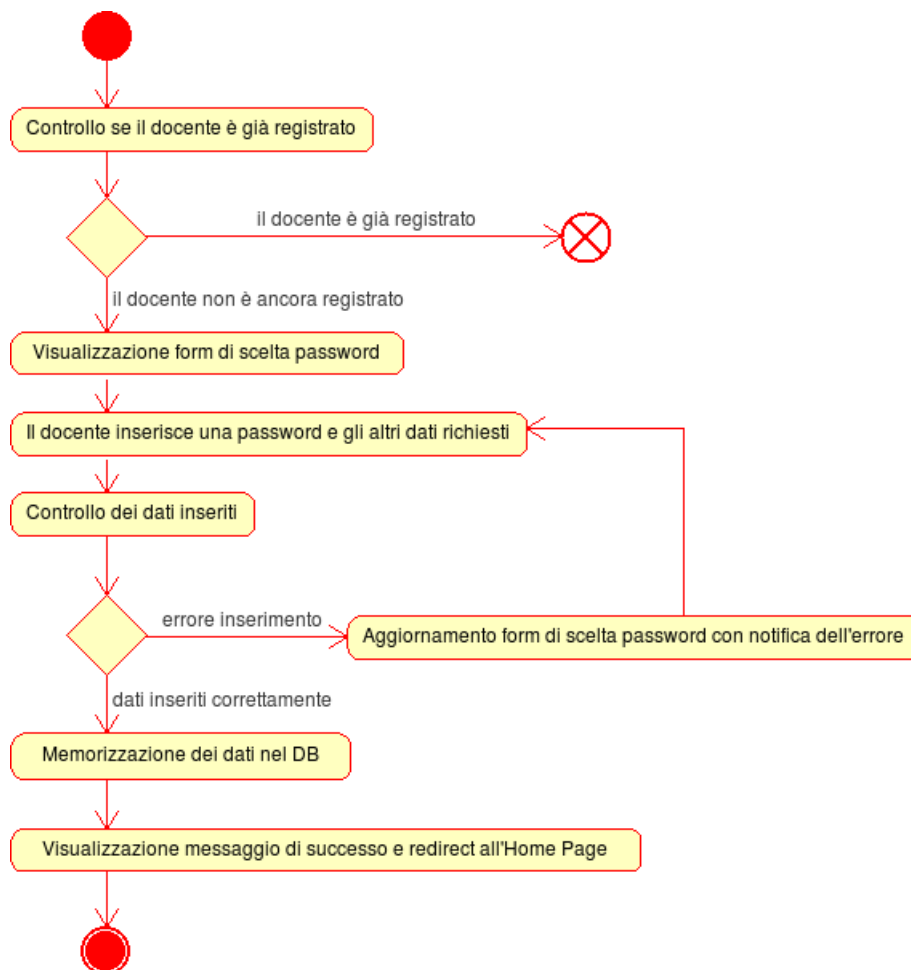 Controllo se il docente è già registrato
il docente è già registrato
il docente non è ancora registrato
Visualizzazione form di scelta password
Il docente inserisce una password e gli altri dati richiesti
Controllo dei dati inseriti
errore inserimento
Aggiornamento form di scelta password con notifica dell'errore
dati inseriti correttamente
Memorizzazione dei dati nel DB
Visualizzazione messaggio di successo e redirect all'Home Page